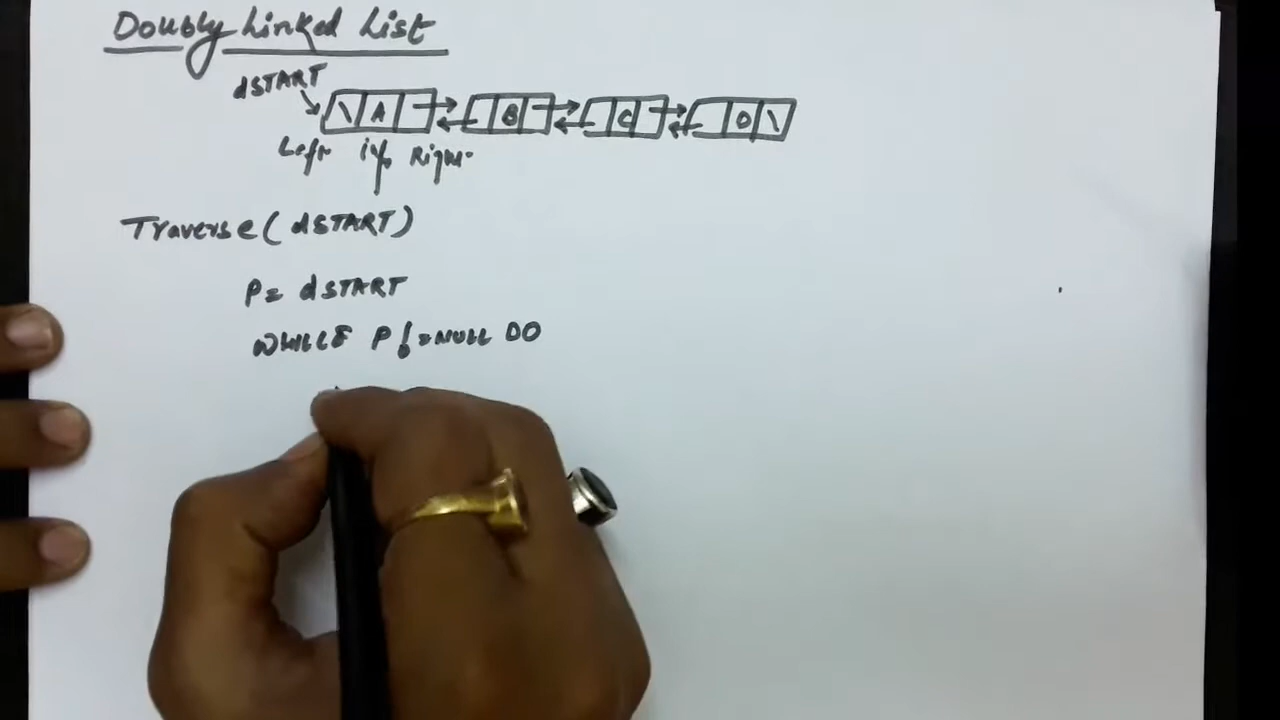 Doubly Linked List
dSTART
\ A B C D \
Left info Right
Traverse( dSTART)
P= dSTART
WHILE P != NULL DO